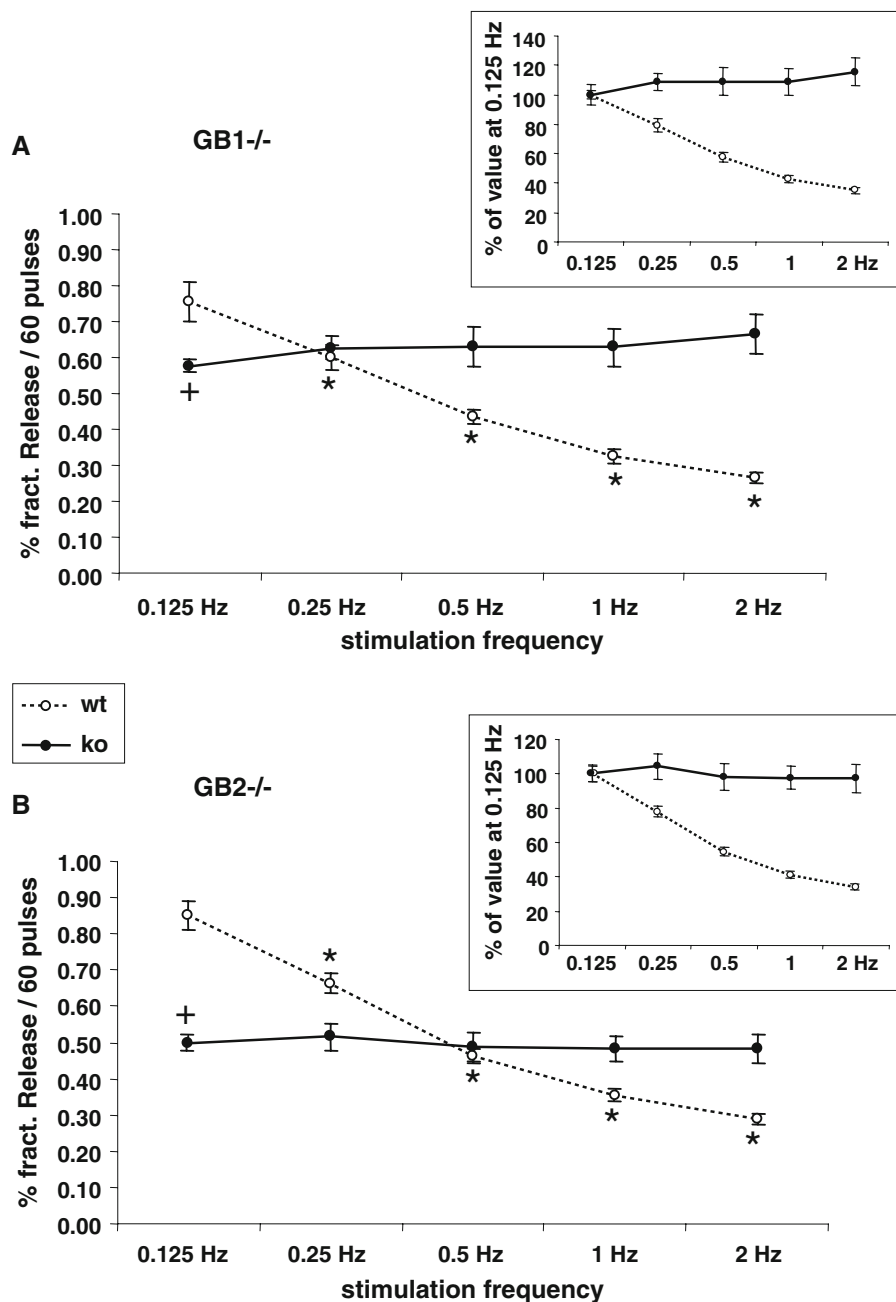 A
GB1-/-
% fract. Release / 60 pulses
1.00
0.90
0.80
0.70
0.60
0.50
0.40
0.30
0.20
0.10
0.00
+
*
*
*
*
0.125 Hz 0.25 Hz 0.5 Hz 1 Hz 2 Hz
stimulation frequency
% of value at 0.125 Hz
140
120
100
80
60
40
20
0
0.125 0.25 0.5 1 2 Hz
wt
ko
B
GB2-/-
% fract. Release / 60 pulses
1.00
0.90
0.80
0.70
0.60
0.50
0.40
0.30
0.20
0.10
0.00
+
*
*
*
*
0.125 Hz 0.25 Hz 0.5 Hz 1 Hz 2 Hz
stimulation frequency
% of value at 0.125 Hz
120
100
80
60
40
20
0
0.125 0.25 0.5 1 2 Hz